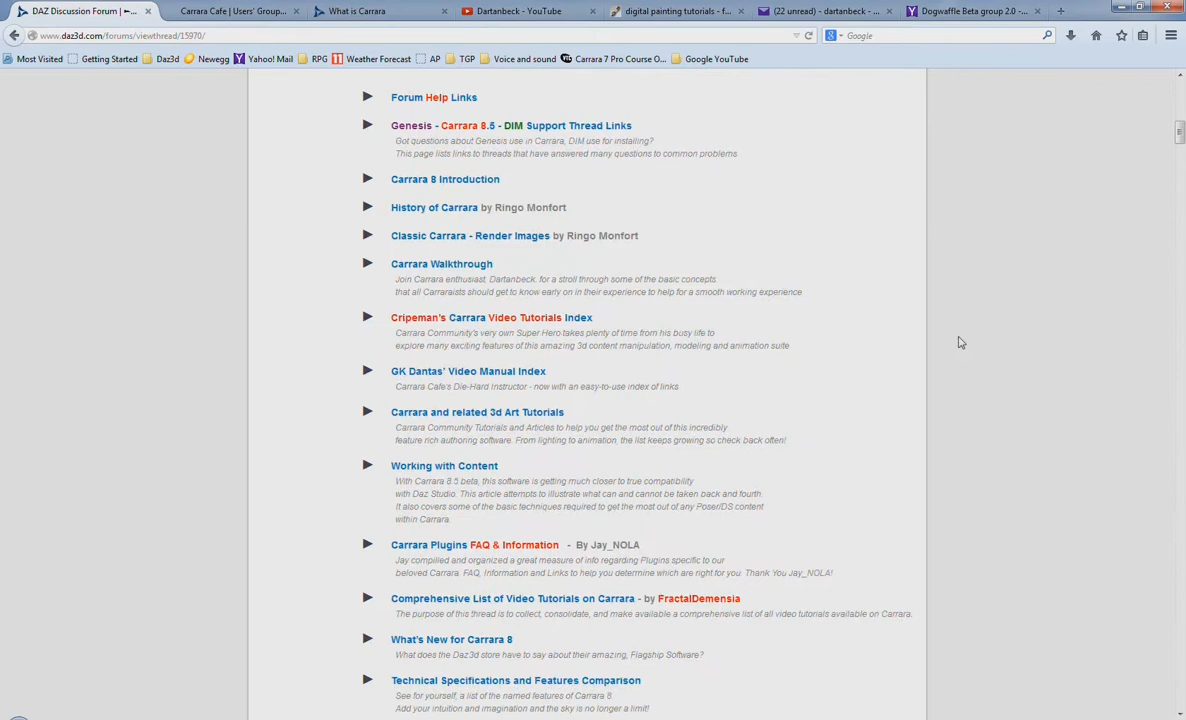 DAZ Discussion Forum | ←...
Carrara Cafe | Users' Group...
What is Carrara
Dartanbeck - YouTube
digital painting tutorials - f...
(22 unread) - dartanbeck - ...
Dogwaffle Beta group 2.0 -...
www.daz3d.com/forums/viewthread/15970/
Google
Most Visited
Getting Started
Daz3d
Newegg
Yahoo! Mail
RPG
Weather Forecast
AP
TGP
Voice and sound
Carrara 7 Pro Course O...
Google YouTube
Forum Help Links
Genesis - Carrara 8.5 - DIM Support Thread Links
Got questions about Genesis use in Carrara, DIM use for installing?
This page lists links to threads that have answered many questions to common problems
Carrara 8 Introduction
History of Carrara by Ringo Monfort
Classic Carrara - Render Images by Ringo Monfort
Carrara Walkthrough
Join Carrara enthusiast, Dartanbeck, for a stroll through some of the basic concepts
that all Carraraists should get to know early on in their experience to help for a smooth working experience
Cripeman's Carrara Video Tutorials Index
Carrara Community's very own Super Hero takes plenty of time from his busy life to
explore many exciting features of this amazing 3d content manipulation, modeling and animation suite
GK Dantas' Video Manual Index
Carrara Cafe's Die-Hard Instructor - now with an easy-to-use index of links
Carrara and related 3d Art Tutorials
Carrara Community Tutorials and Articles to help you get the most out of this incredibly
feature rich authoring software. From lighting to animation, the list keeps growing so check back often!
Working with Content
With Carrara 8.5 beta, this software is getting much closer to true compatibility
with Daz Studio. This article attempts to illustrate what can and cannot be taken back and fourth.
It also covers some of the basic techniques required to get the most out of any Poser/DS content
within Carrara.
Carrara Plugins FAQ & Information - By Jay_NOLA
Jay compiled and organized a great measure of info regarding Plugins specific to our
beloved Carrara. FAQ, Information and Links to help you determine which are right for you. Thank You Jay_NOLA!
Comprehensive List of Video Tutorials on Carrara - by FractalDemensia
The purpose of this thread is to collect, consolidate, and make available a comprehensive list of all video tutorials available on Carrara.
What's New for Carrara 8
What does the Daz3d store have to say about their amazing, Flagship Software?
Technical Specifications and Features Comparison
See for yourself, a list of the named features of Carrara 8.
Add your intuition and imagination and the sky is no longer a limit!